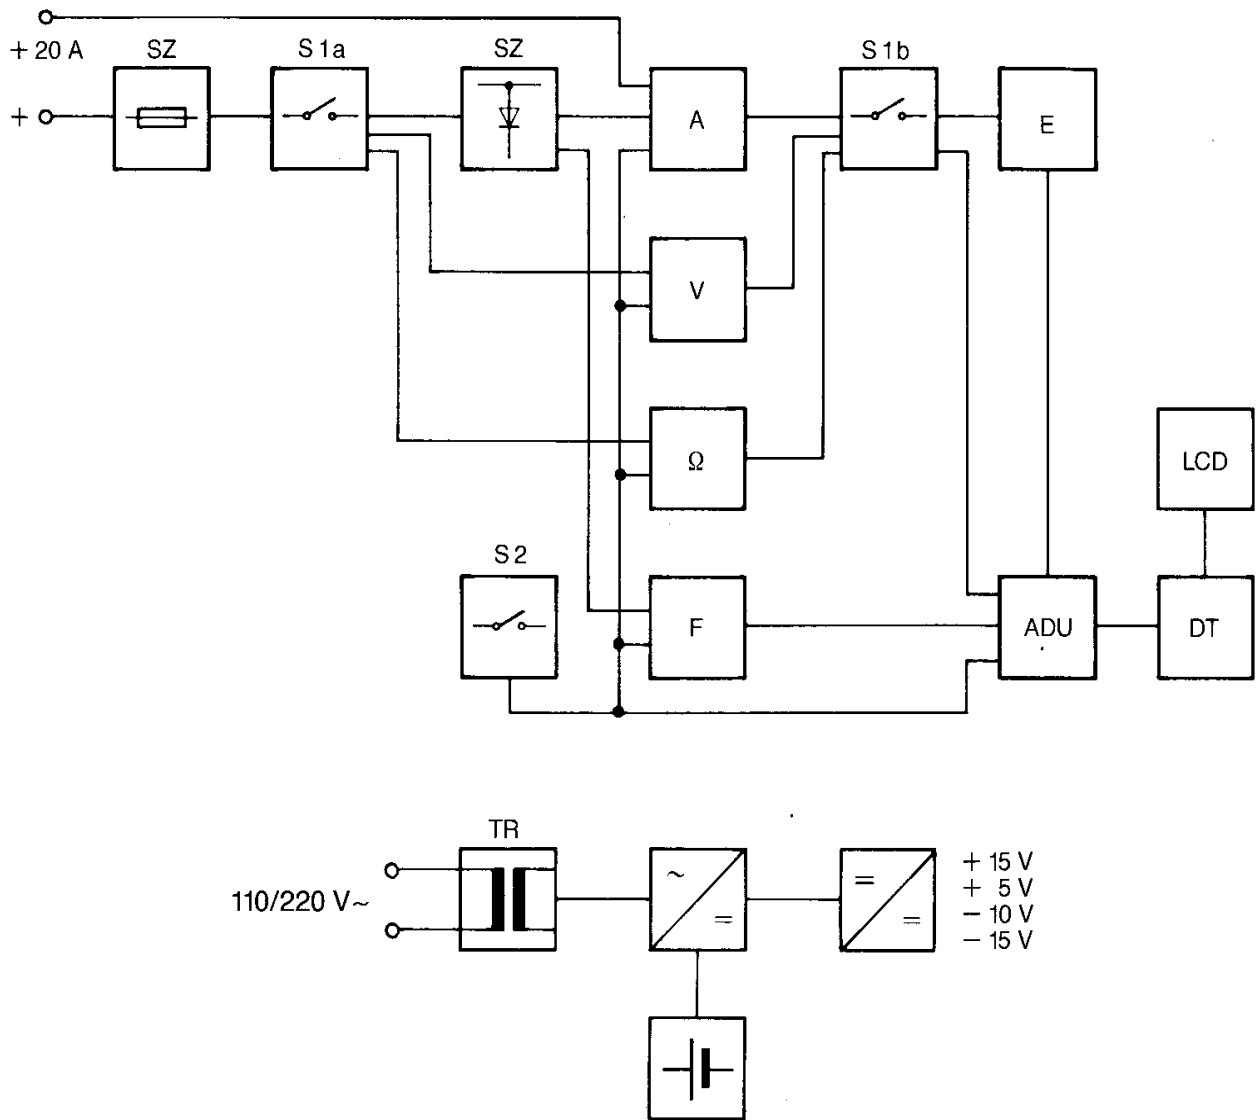 + 20 A
SZ
S 1a
SZ
S 1b
+
A
E
V
Ω
LCD
S 2
F
ADU
DT
TR
110/220 V~
~
=
=
=
+ 15 V
+ 5 V
- 10 V
- 15 V